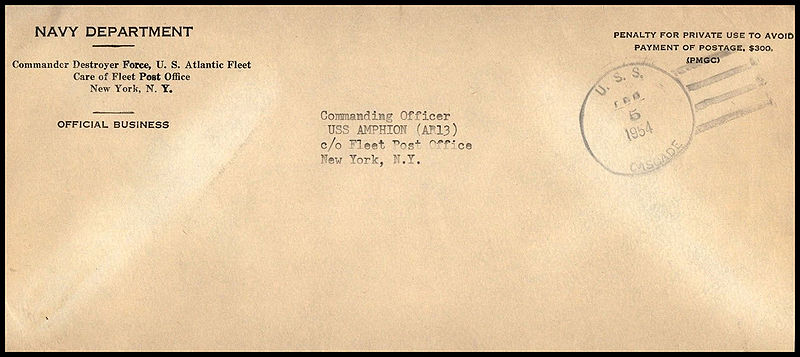 NAVY DEPARTMENT
Commander Destroyer Force, U. S. Atlantic Fleet
Care of Fleet Post Office
New York, N. Y.
OFFICIAL BUSINESS
PENALTY FOR PRIVATE USE TO AVOID
PAYMENT OF POSTAGE, $300.
(PMGC)
U. S. S.
5
1954
CASCADE
Commanding Officer
USS AMPHION (AR13)
c/o Fleet Post Office
New York, N.Y.